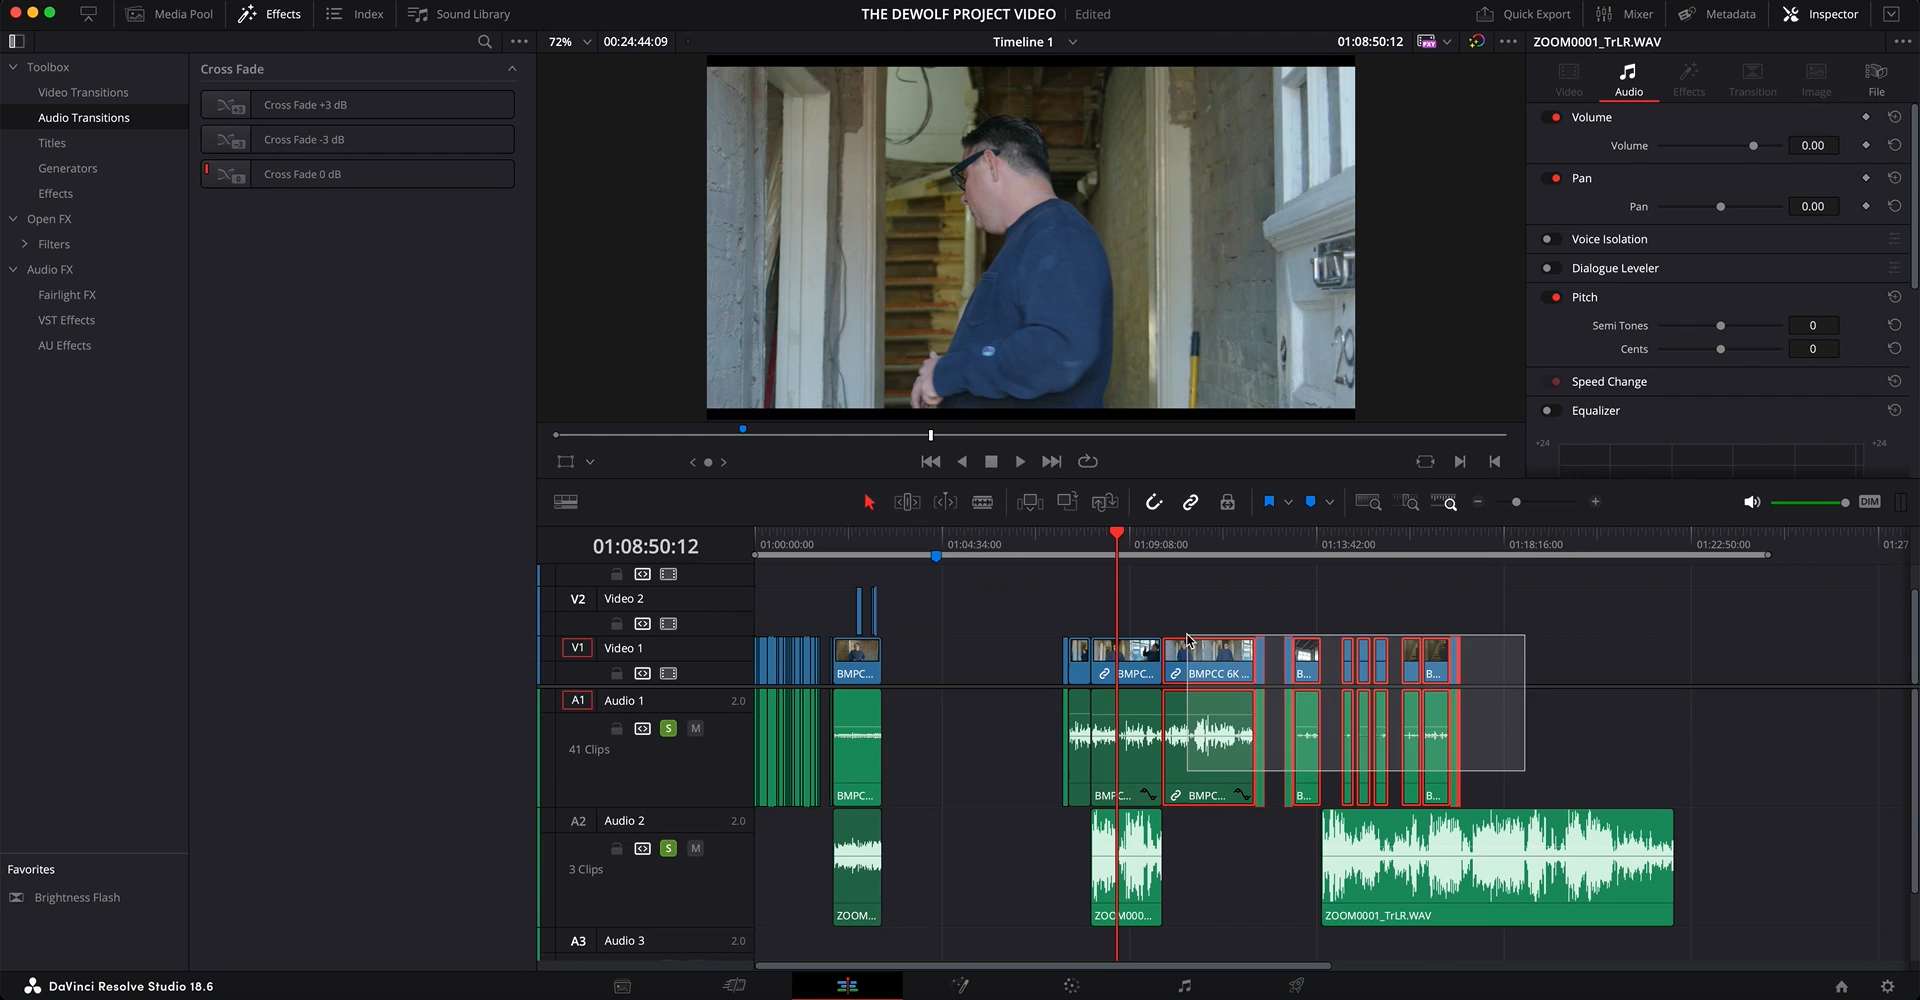 Media Pool
Effects
Index
Sound Library
THE DEWOLF PROJECT VIDEO
Edited
Quick Export
Mixer
Metadata
Inspector
72%
00:24:44:09
Timeline 1
01:08:50:12
ZOOM0001_TrLR.WAV
Toolbox
Video Transitions
Audio Transitions
Titles
Generators
Effects
Open FX
Filters
Audio FX
Fairlight FX
VST Effects
AU Effects
Favorites
Brightness Flash
Cross Fade
+3
Cross Fade +3 dB
-3
Cross Fade -3 dB
0
Cross Fade 0 dB
Video
Audio
Effects
Transition
Image
File
Volume
Volume
0.00
Pan
Pan
0.00
Voice Isolation
Dialogue Leveler
Pitch
Semi Tones
0
Cents
0
Speed Change
Equalizer
+24
+24
DIM
01:08:50:12
01:00:00:00
01:04:34:00
01:09:08:00
01:13:42:00
01:18:16:00
01:22:50:00
01:27
V2
Video 2
V1
Video 1
BMPC...
BMPC...
BMPCC 6K ...
B...
B...
A1
Audio 1
2.0
S
M
41 Clips
BMPC...
BMPC...
BMPC...
B...
B...
A2
Audio 2
2.0
S
M
3 Clips
ZOOM...
ZOOM000...
ZOOM0001_TrLR.WAV
A3
Audio 3
2.0
DaVinci Resolve Studio 18.6